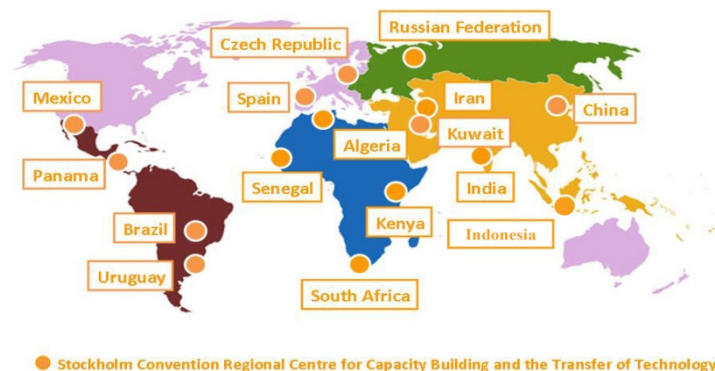 Russian Federation
Czech Republic
Mexico
Spain
Iran
China
Algeria
Kuwait
Panama
Senegal
India
Kenya
Brazil
Indonesia
Uruguay
South Africa
Stockholm Convention Regional Centre for Capacity Building and the Transfer of Technology